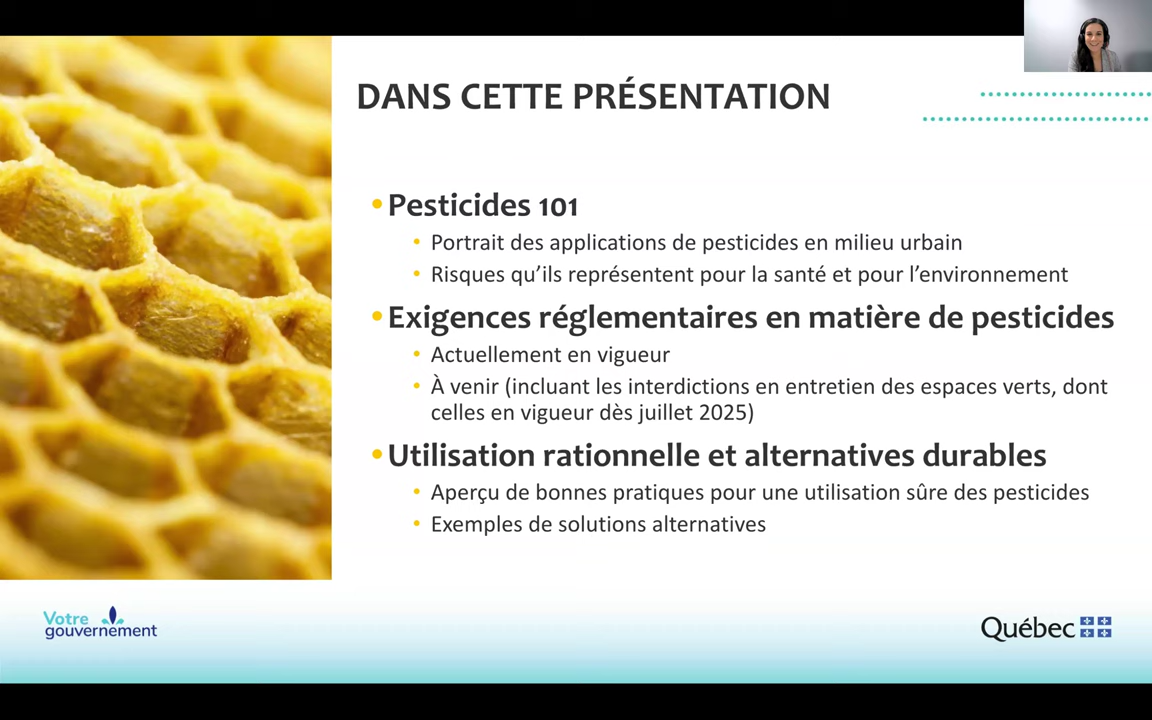 DANS CETTE PRÉSENTATION
•Pesticides 101
• Portrait des applications de pesticides en milieu urbain
• Risques qu’ils représentent pour la santé et pour l’environnement
•Exigences réglementaires en matière de pesticides
• Actuellement en vigueur
• À venir (incluant les interdictions en entretien des espaces verts, dont
celles en vigueur dès juillet 2025)
•Utilisation rationnelle et alternatives durables
• Aperçu de bonnes pratiques pour une utilisation sûre des pesticides
• Exemples de solutions alternatives
Votre
gouvernement
Québec